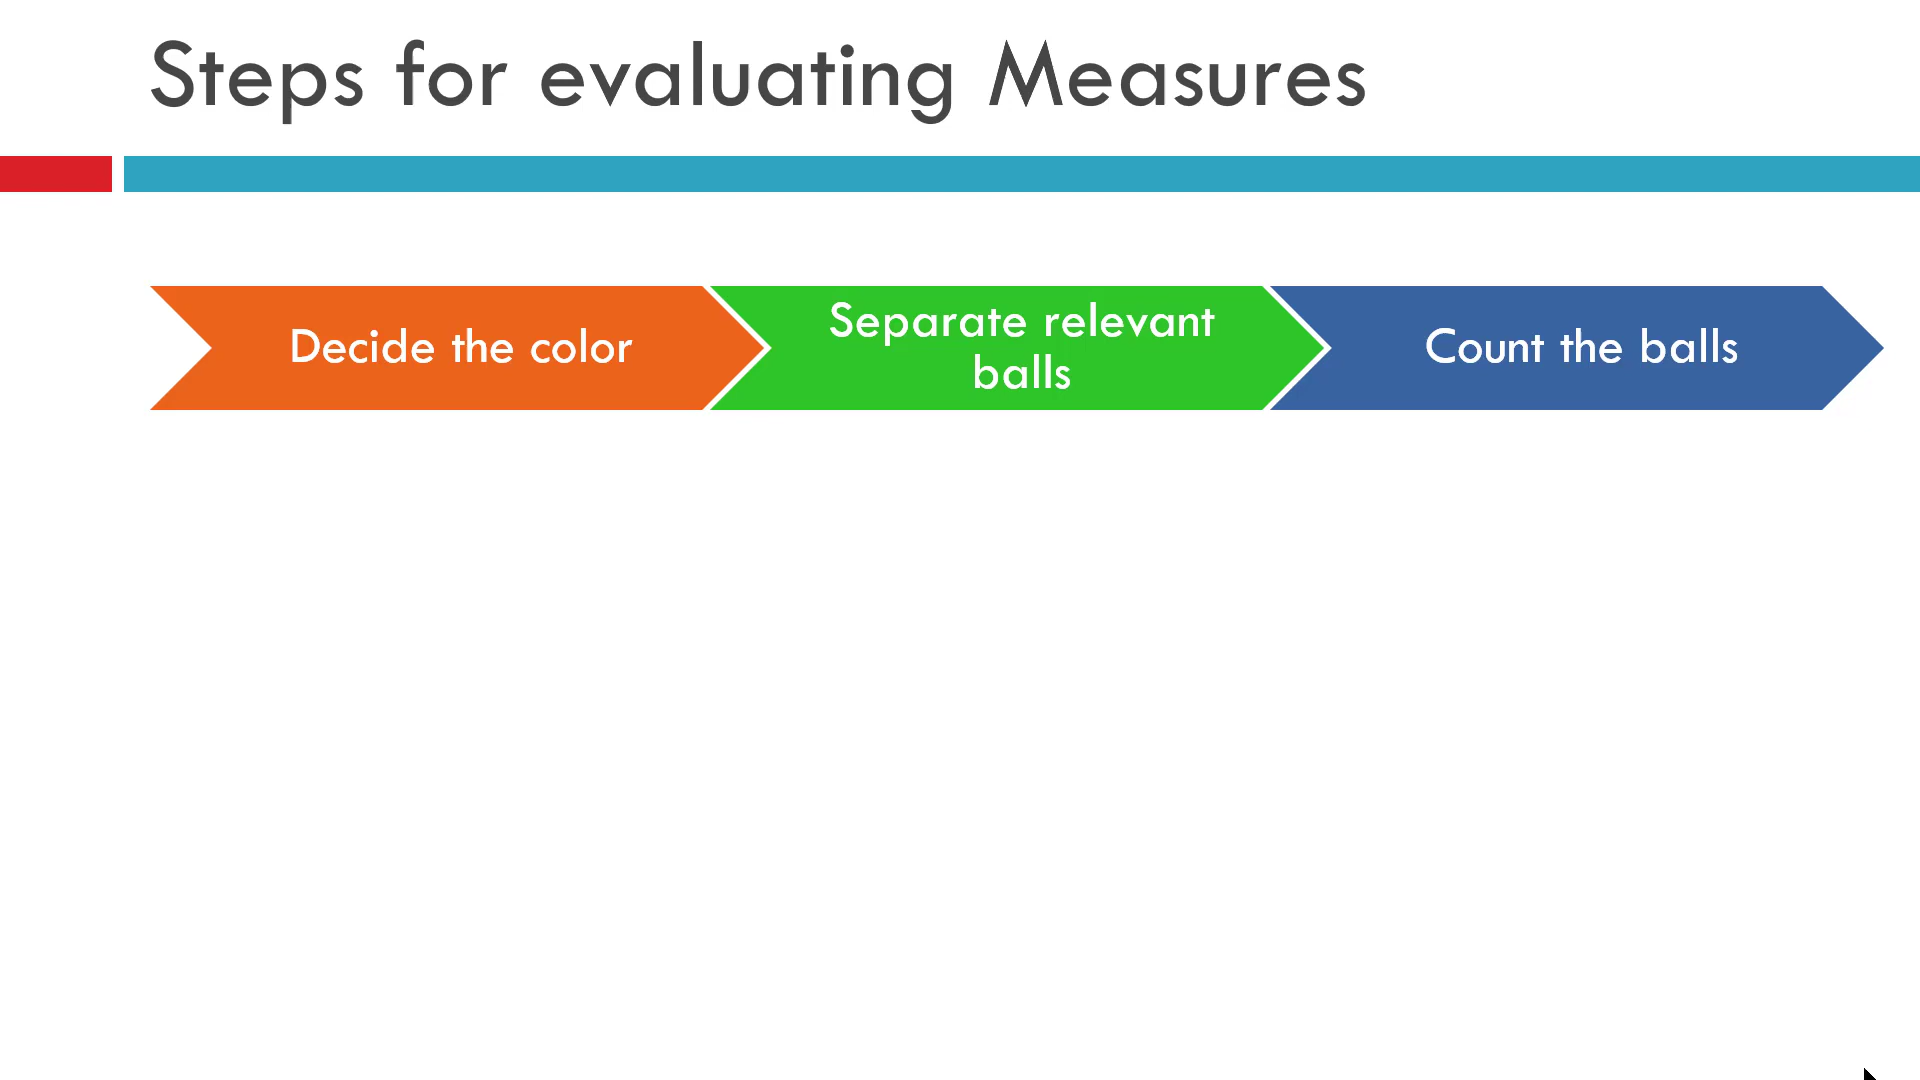 Steps for evaluating Measures
Decide the color
Separate relevant
balls
Count the balls